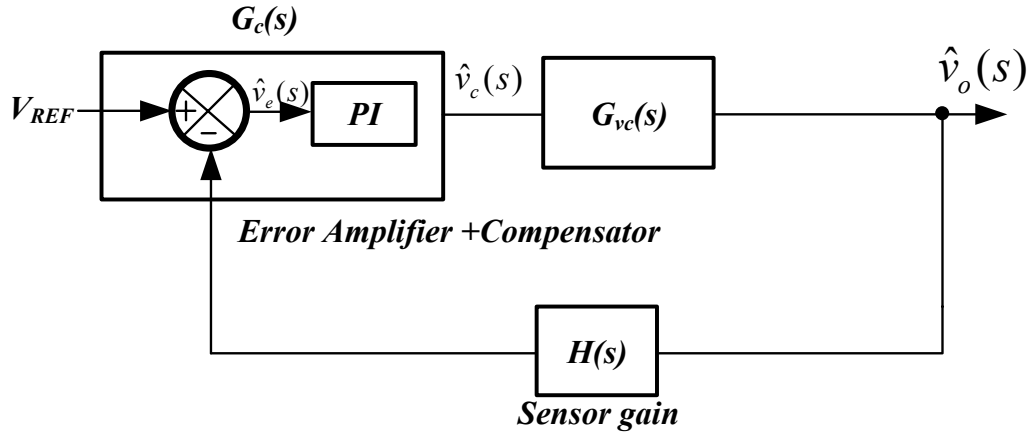 G_c(s)
V_REF
+
−
v̂_e(s)
PI
v̂_c(s)
G_vc(s)
v̂_o(s)
Error Amplifier +Compensator
H(s)
Sensor gain